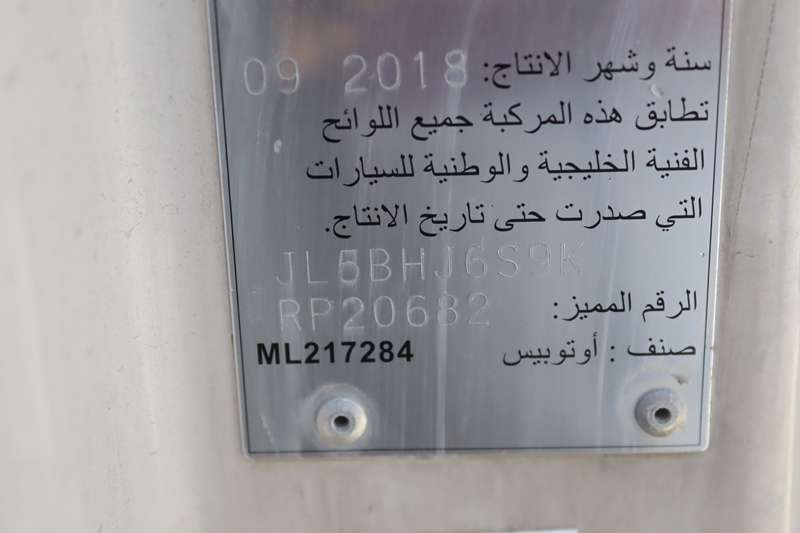 سنة وشهر الانتاج: 09 2018
تطابق هذه المركبة جميع اللوائح
الفنية الخليجية والوطنية للسيارات
التي صدرت حتى تاريخ الانتاج.
JL5BHJ6S9K
الرقم المميز: RP20682
صنف : أوتوبيس ML217284